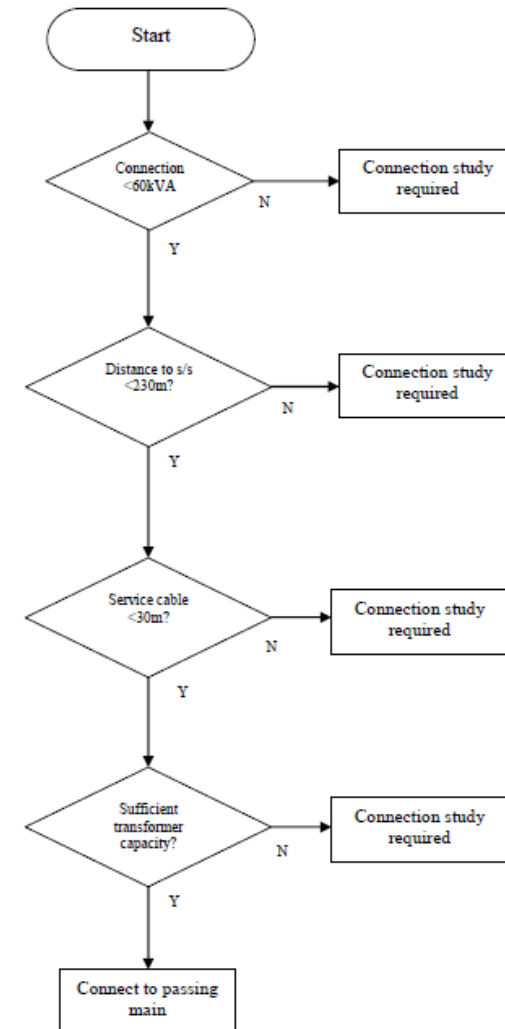 Start
Connection
<60kVA
N
Connection study
required
Y
Distance to s/s
<230m?
N
Connection study
required
Y
Service cable
<30m?
N
Connection study
required
Y
Sufficient
transformer
capacity?
N
Connection study
required
Y
Connect to passing
main